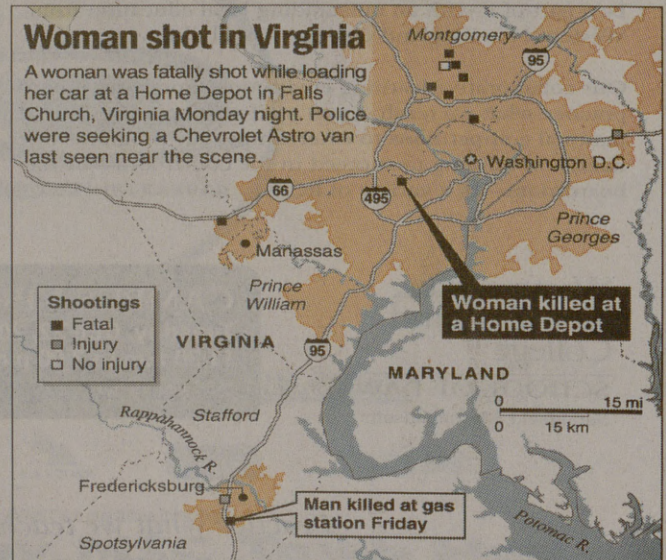 Woman shot in Virginia
A woman was fatally shot while loading
her car at a Home Depot in Falls
Church, Virginia Monday night. Police
were seeking a Chevrolet Astro van
last seen near the scene.
Montgomery
95
Washington D.C.
66
495
Prince
Georges
Manassas
Prince
William
Woman killed at
a Home Depot
Shootings
Fatal
Injury
No injury
VIRGINIA
95
MARYLAND
0 15 mi
0 15 km
Rappahannock R.
Stafford
Fredericksburg
Man killed at gas
station Friday
Potomac R.
Spotsylvania